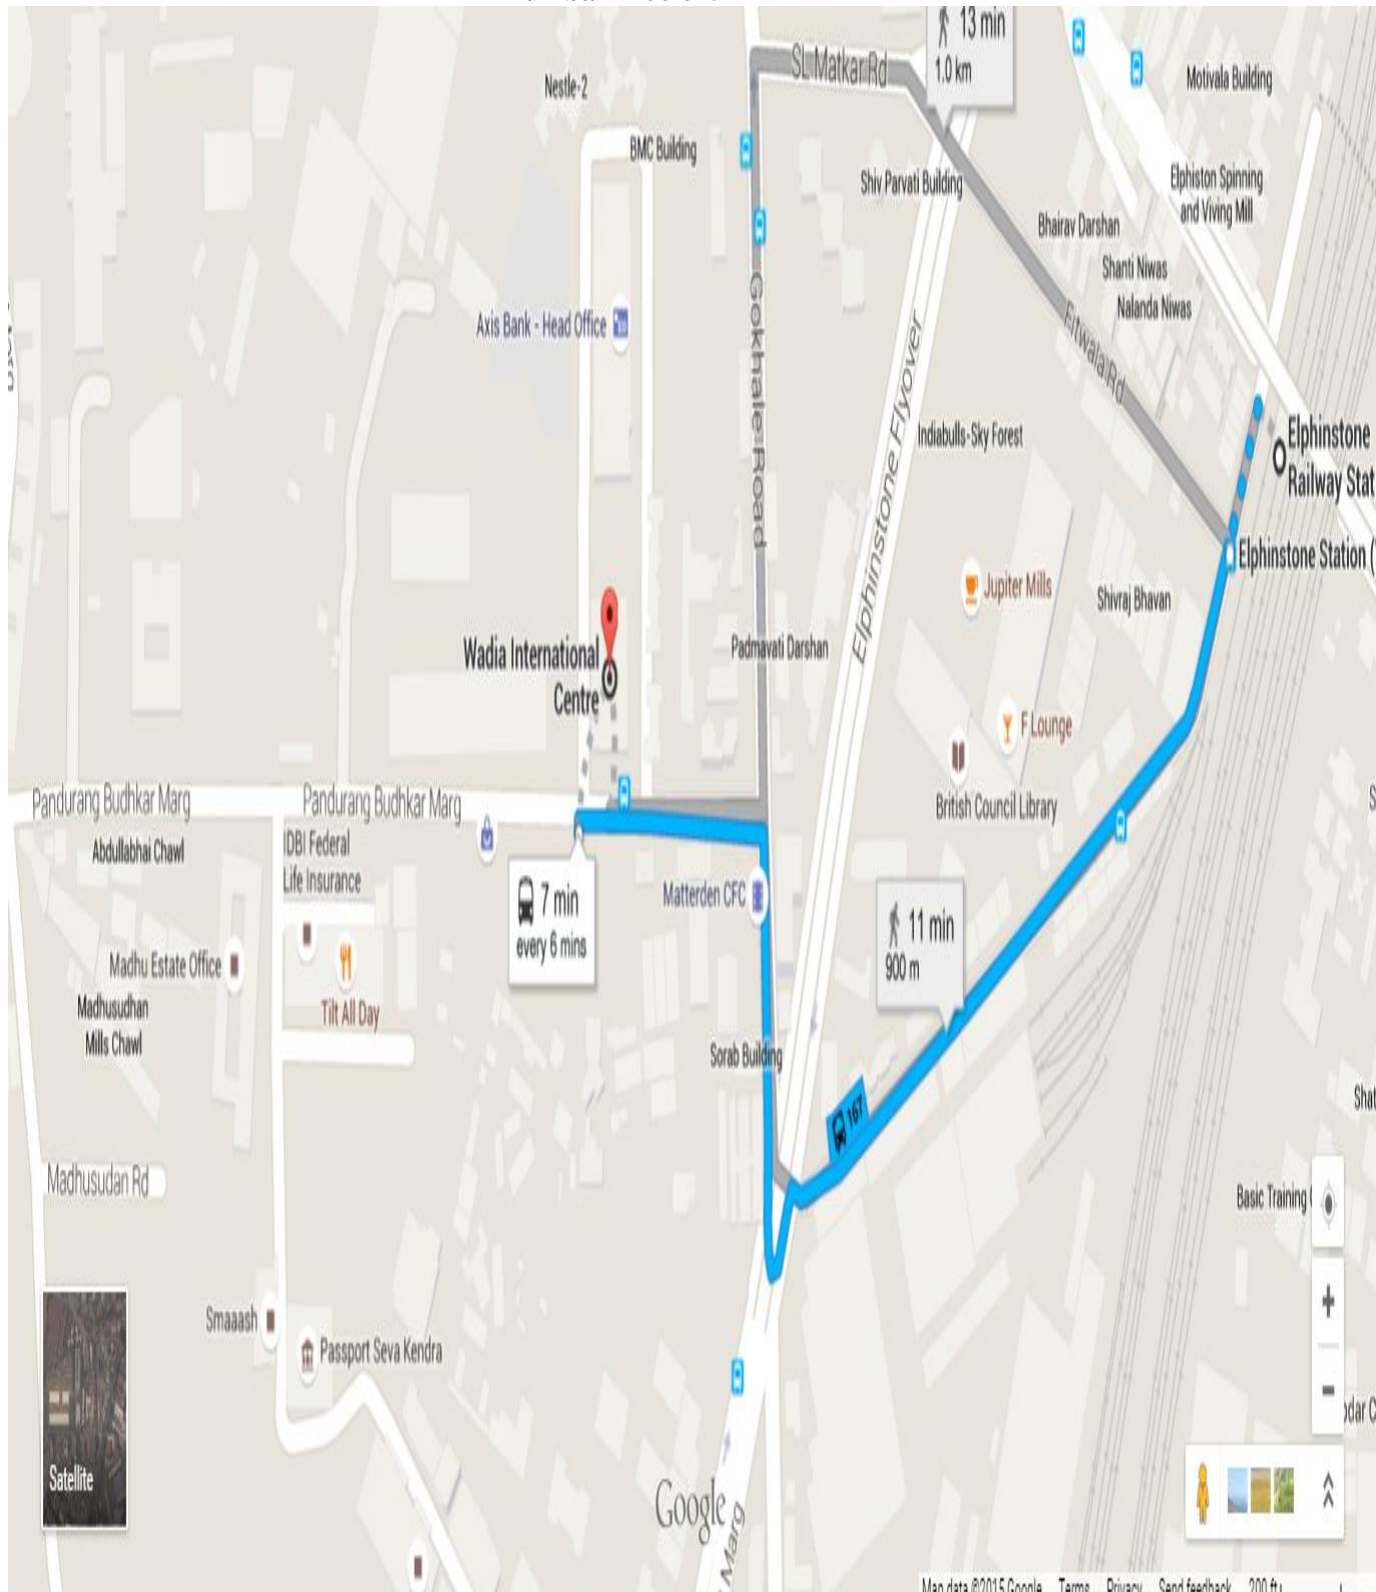 13 min
1.0 km
SL Matkar Rd
Motivala Building
Nestle-2
BMC Building
Shiv Parvati Building
Elphiston Spinning
and Viving Mill
Bhairav Darshan
Shanti Niwas
Nalanda Niwas
Axis Bank - Head Office
Gokhale Road
Elphinstone Flyover
Fitwala Rd
Indiabulls-Sky Forest
Elphinstone
Railway Stat
Elphinstone Station (
Jupiter Mills
Shivraj Bhavan
Wadia International
Centre
Padmavati Darshan
F Lounge
British Council Library
Pandurang Budhkar Marg
Pandurang Budhkar Marg
Abdullabhai Chawl
IDBI Federal
Life Insurance
7 min
every 6 mins
Matterden CFC
11 min
900 m
Madhu Estate Office
Madhusudhan
Mills Chawl
Tilt All Day
Sorab Building
167
Shat
Madhusudan Rd
Basic Training
Smaaash
Passport Seva Kendra
+
-
Satellite
Google
Marg
Map data ©2015 Google Terms Privacy Send feedback 200 ft